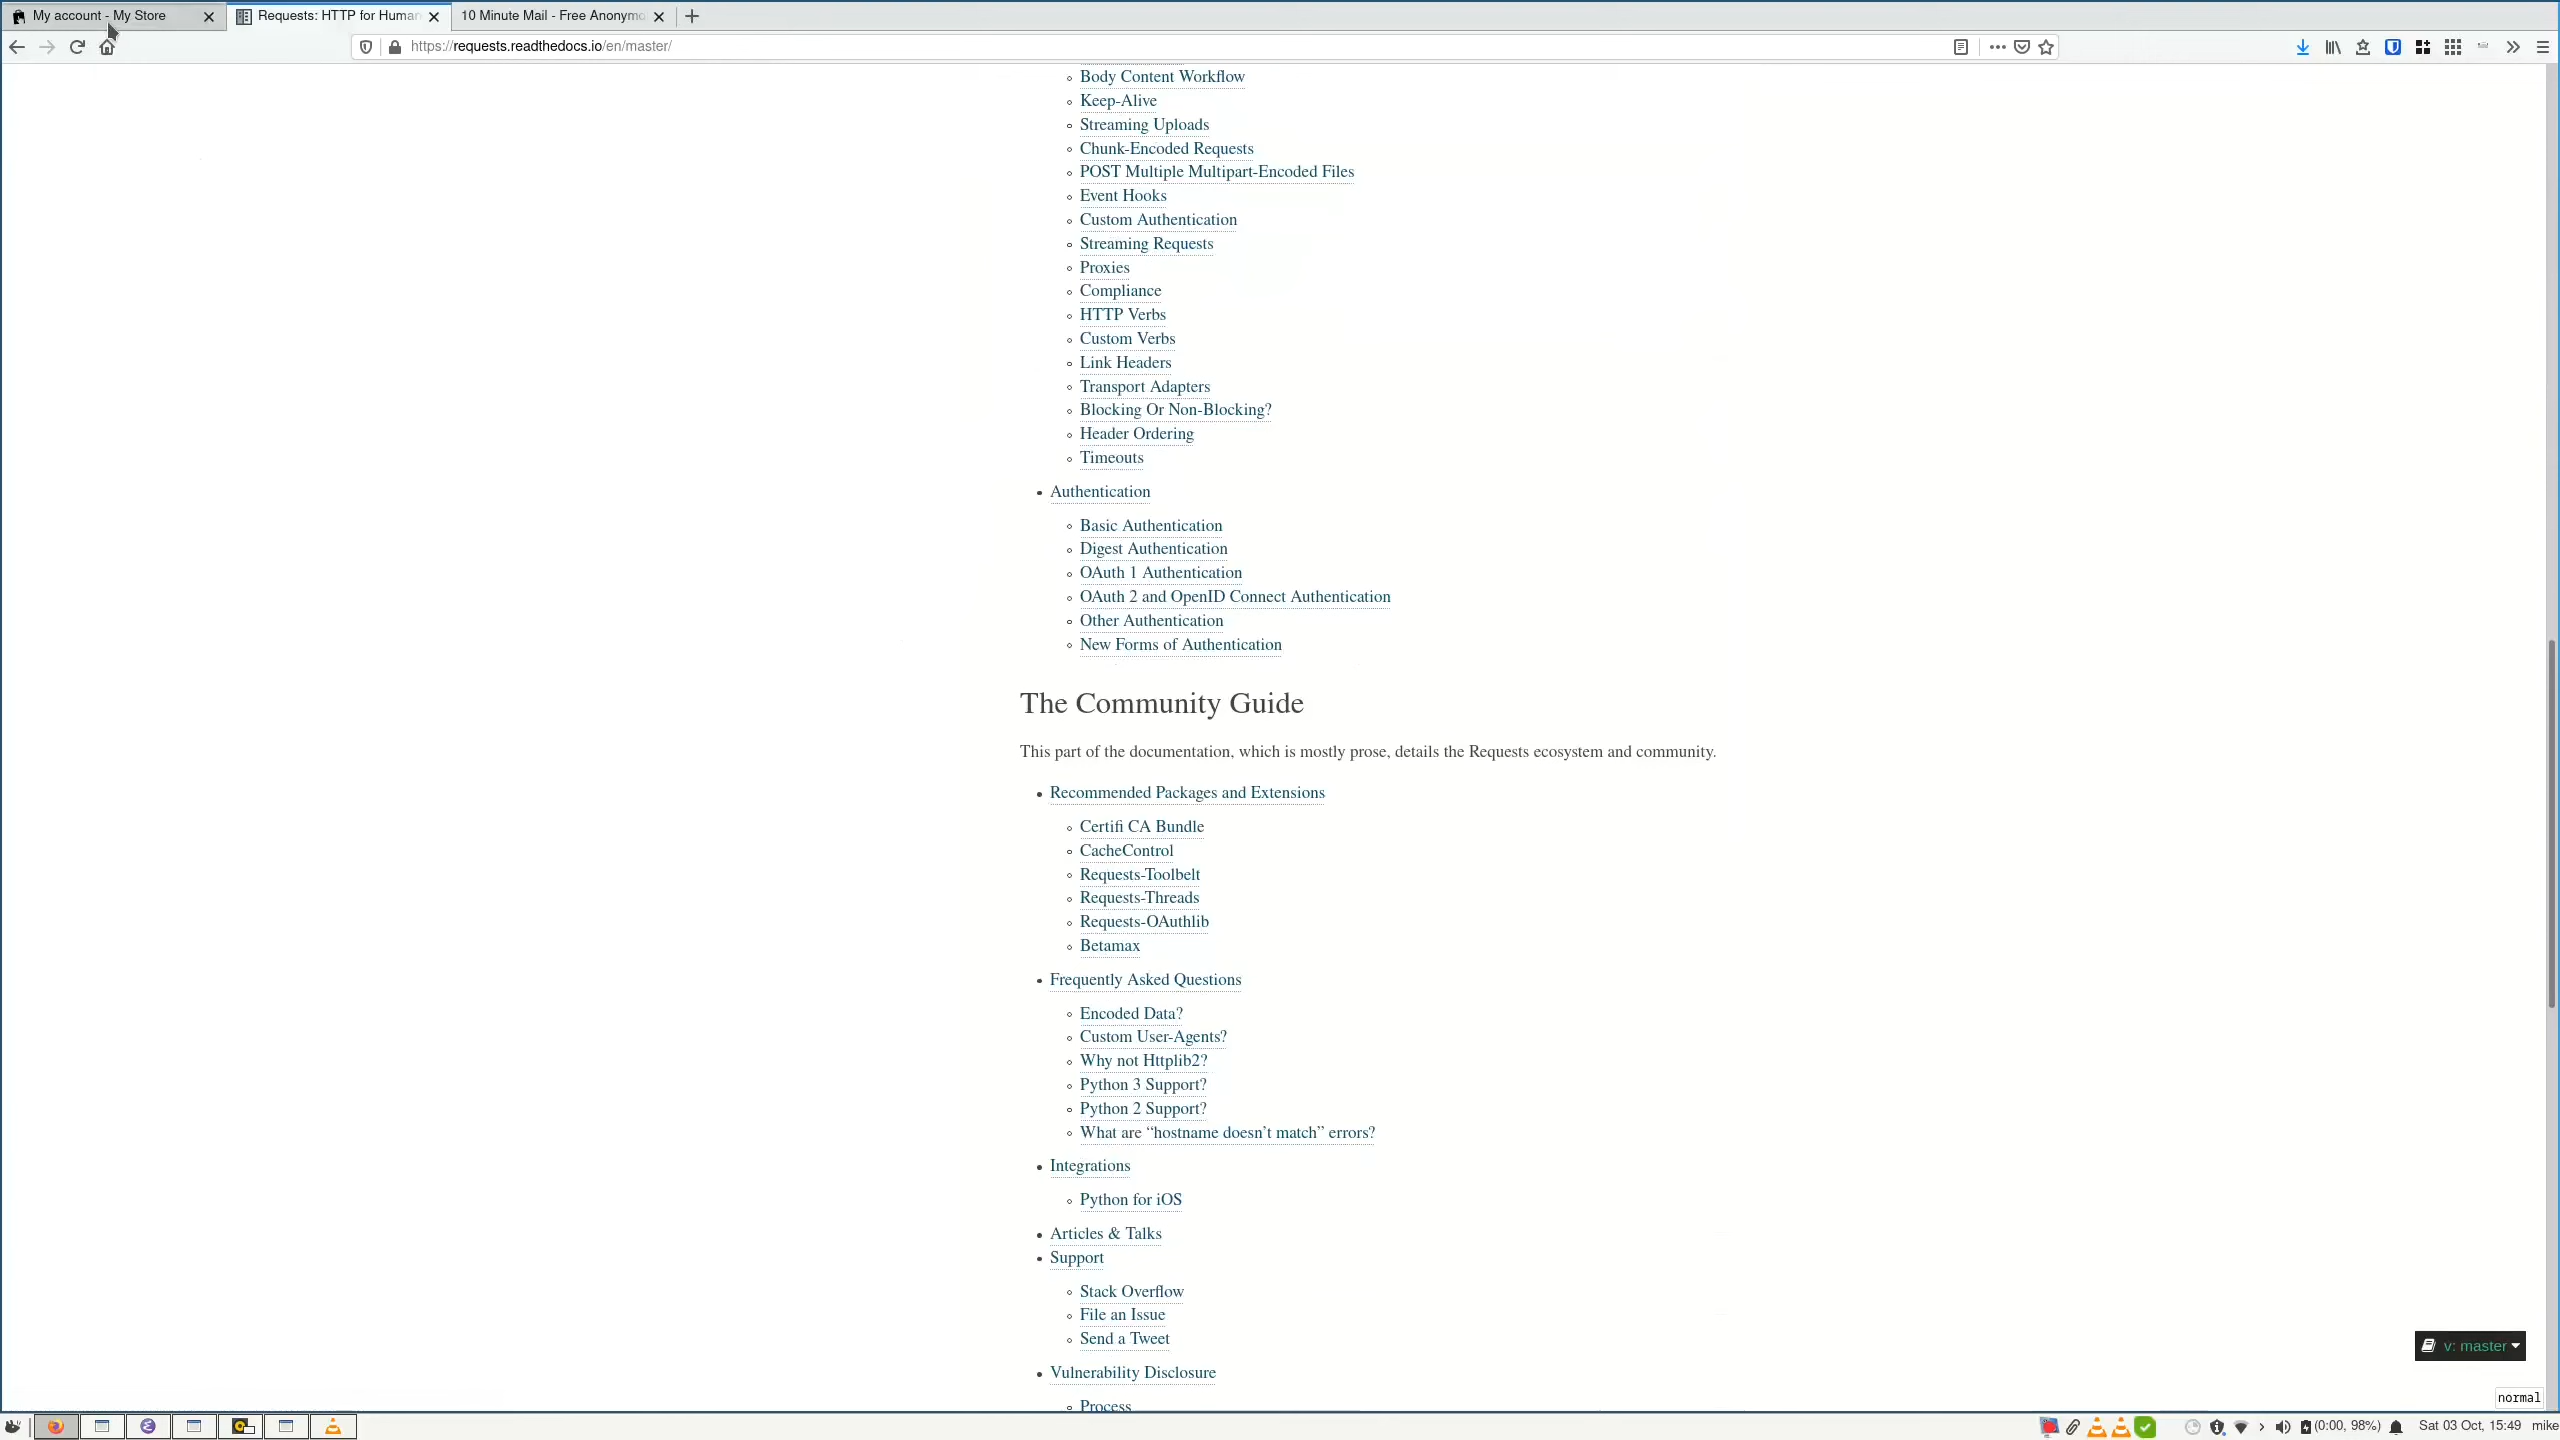 My account - My Store
Requests: HTTP for Human
10 Minute Mail - Free Anonymo
https://requests.readthedocs.io/en/master/
Body Content Workflow
Keep-Alive
Streaming Uploads
Chunk-Encoded Requests
POST Multiple Multipart-Encoded Files
Event Hooks
Custom Authentication
Streaming Requests
Proxies
Compliance
HTTP Verbs
Custom Verbs
Link Headers
Transport Adapters
Blocking Or Non-Blocking?
Header Ordering
Timeouts
Authentication
Basic Authentication
Digest Authentication
OAuth 1 Authentication
OAuth 2 and OpenID Connect Authentication
Other Authentication
New Forms of Authentication
The Community Guide
This part of the documentation, which is mostly prose, details the Requests ecosystem and community.
Recommended Packages and Extensions
Certifi CA Bundle
CacheControl
Requests-Toolbelt
Requests-Threads
Requests-OAuthlib
Betamax
Frequently Asked Questions
Encoded Data?
Custom User-Agents?
Why not Httplib2?
Python 3 Support?
Python 2 Support?
What are “hostname doesn’t match” errors?
Integrations
Python for iOS
Articles & Talks
Support
Stack Overflow
File an Issue
Send a Tweet
Vulnerability Disclosure
Process
v: master
normal
(0:00, 98%)
Sat 03 Oct, 15:49
mike